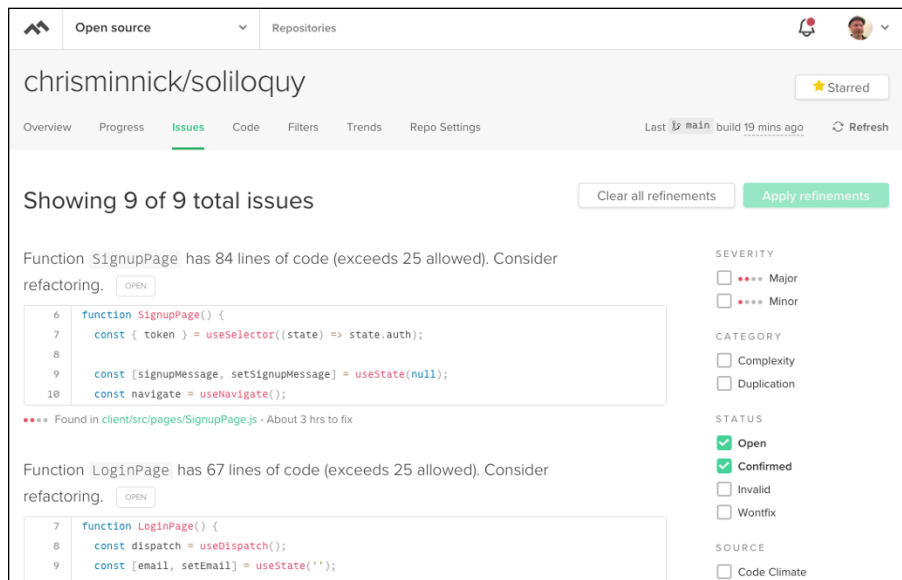 Open source
Repositories
chrisminnick/soliloquy
Starred
Overview Progress Issues Code Filters Trends Repo Settings
Last main build 19 mins ago
Refresh
Showing 9 of 9 total issues
Clear all refinements
Apply refinements
Function SignupPage has 84 lines of code (exceeds 25 allowed). Consider
refactoring. OPEN
6 function SignupPage() {
7 const { token } = useSelector((state) => state.auth);
8
9 const [signupMessage, setSignupMessage] = useState(null);
10 const navigate = useNavigate();
Found in client/src/pages/SignupPage.js - About 3 hrs to fix
Function LoginPage has 67 lines of code (exceeds 25 allowed). Consider
refactoring. OPEN
7 function LoginPage() {
8 const dispatch = useDispatch();
9 const [email, setEmail] = useState('');
SEVERITY
Major
Minor
CATEGORY
Complexity
Duplication
STATUS
Open
Confirmed
Invalid
Wontfix
SOURCE
Code Climate